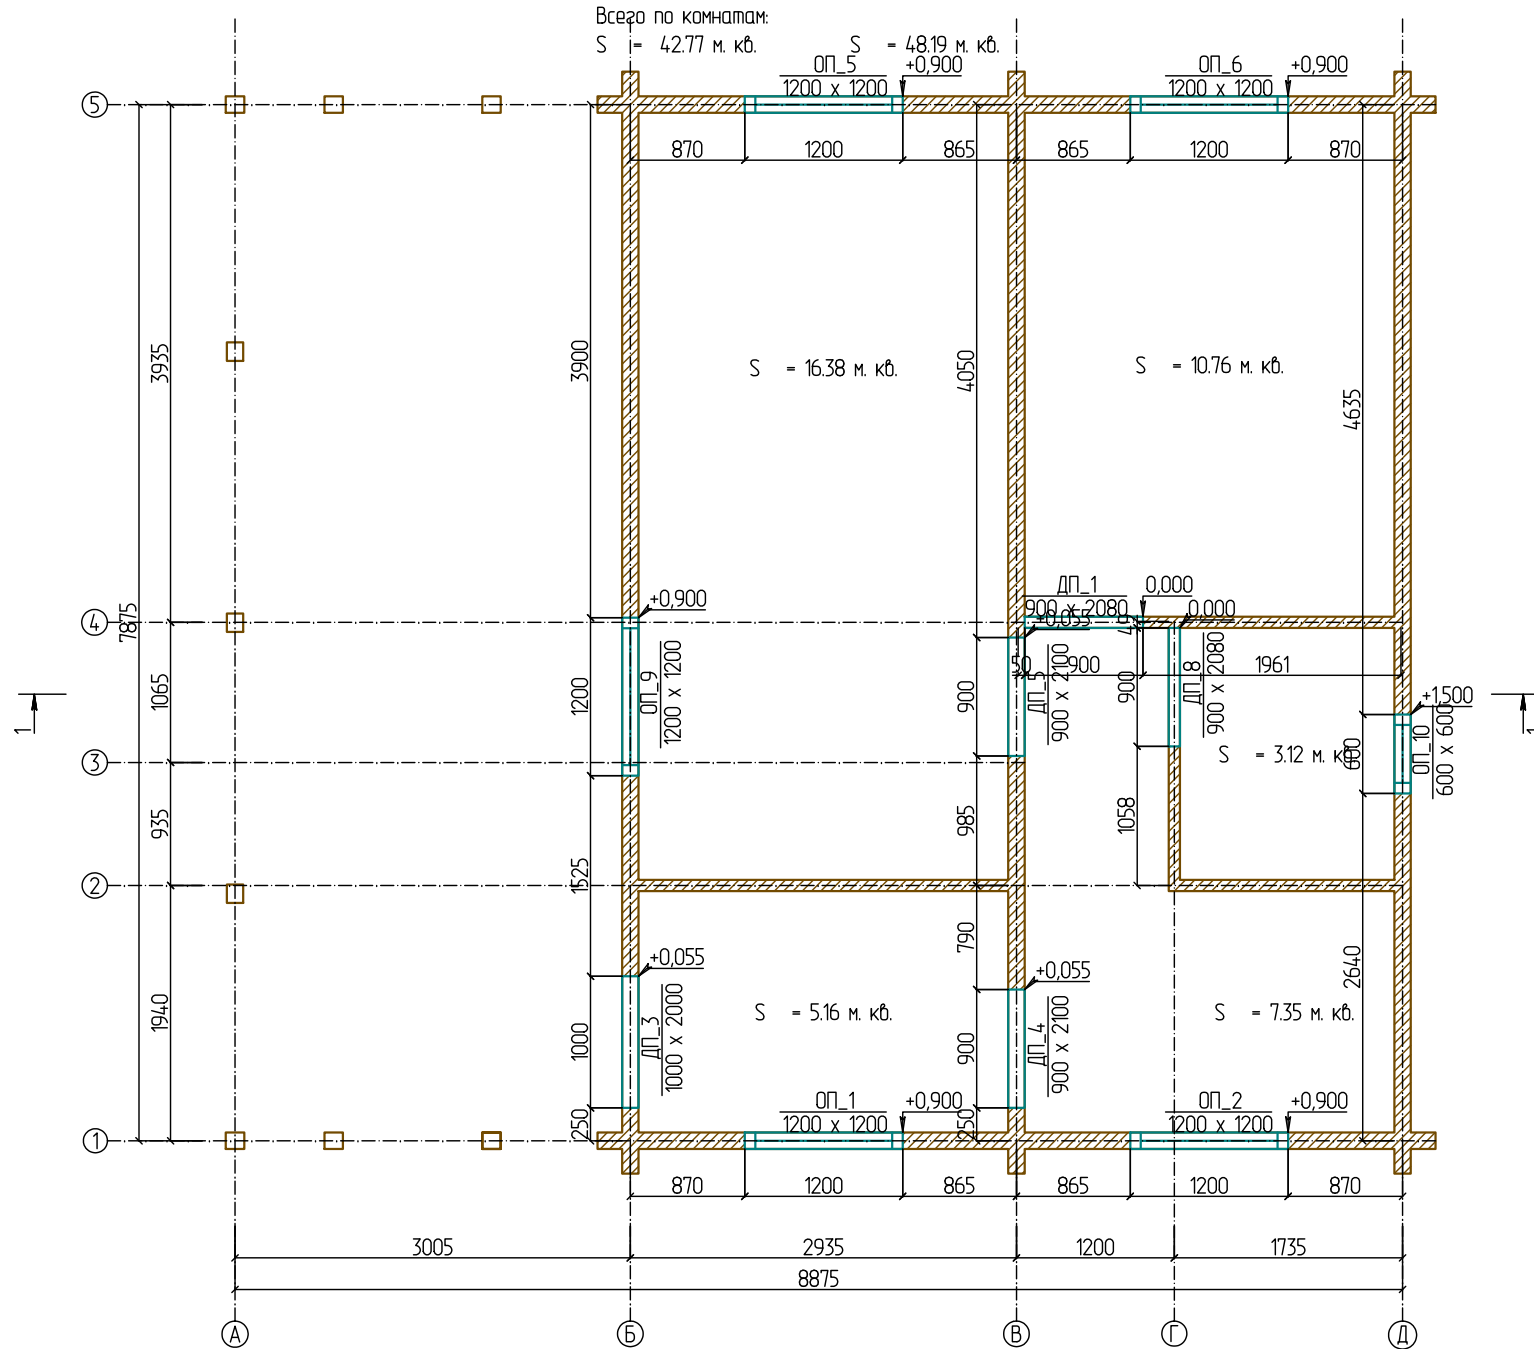 Всего по комнатам:
S = 42.77 м. кв. S = 48.19 м. кв.
ОП_5 +0,900 ОП_6 +0,900
1200 x 1200 1200 x 1200
5
870 1200 865 865 1200 870
3935 3900 4050 4635
S = 16.38 м. кв. S = 10.76 м. кв.
7875
4
+0,900
ДП_1 0,000
900 x 2080 0,000
+0,055
49
50 900 1961
1065 1200
ОП_9
1200 x 1200
900
ДП_5
900 x 2100
900
ДП_8
900 x 2080
+1,500
600
ОП_10
600 x 600
1 1
3
S = 3.12 м. кв.
935 1525 985 1058
2
790 2640
+0,055 +0,055
1940 1000
ДП_3
1000 x 2000
S = 5.16 м. кв. S = 7.35 м. кв.
900
ДП_4
900 x 2100
250 250
ОП_1 +0,900 ОП_2 +0,900
1200 x 1200 1200 x 1200
1
870 1200 865 865 1200 870
3005 2935 1200 1735
8875
А Б В Г Д